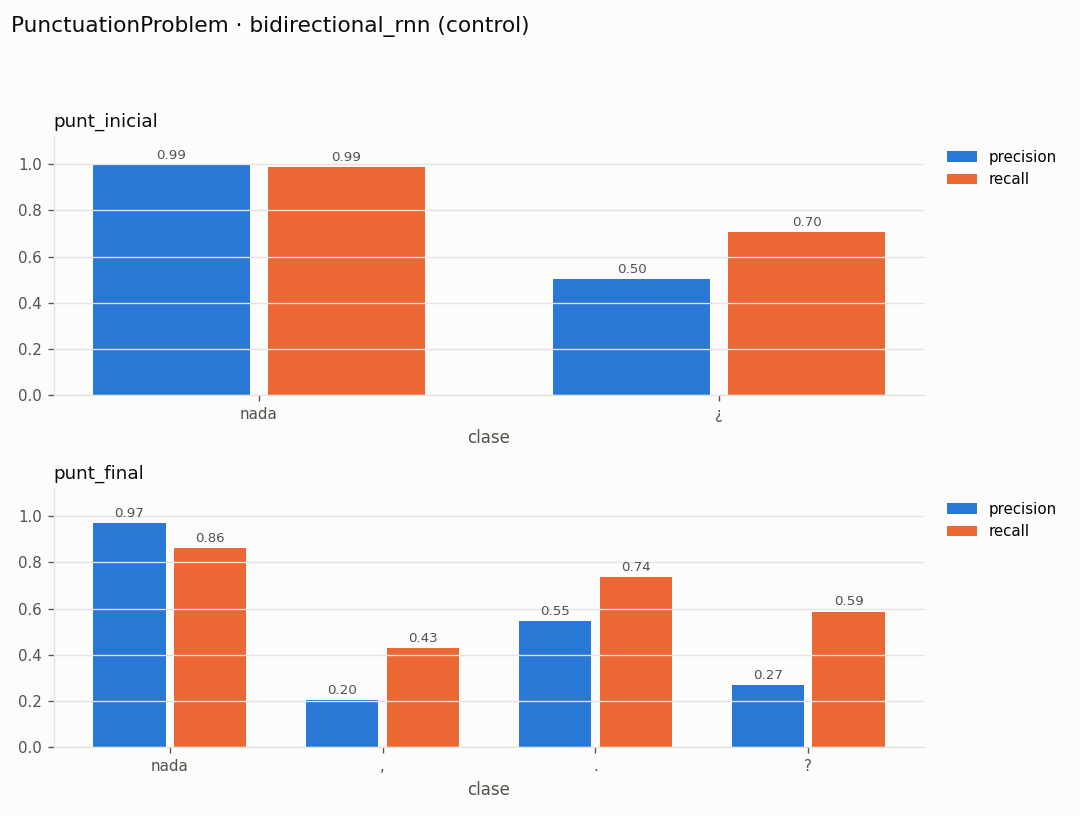 PunctuationProblem · bidirectional_rnn (control)
punt_inicial
precision
recall
1.0
0.8
0.6
0.4
0.2
0.0
0.99
0.99
0.50
0.70
nada
¿
clase
punt_final
precision
recall
1.0
0.8
0.6
0.4
0.2
0.0
0.97
0.86
0.20
0.43
0.55
0.74
0.27
0.59
nada
,
.
?
clase